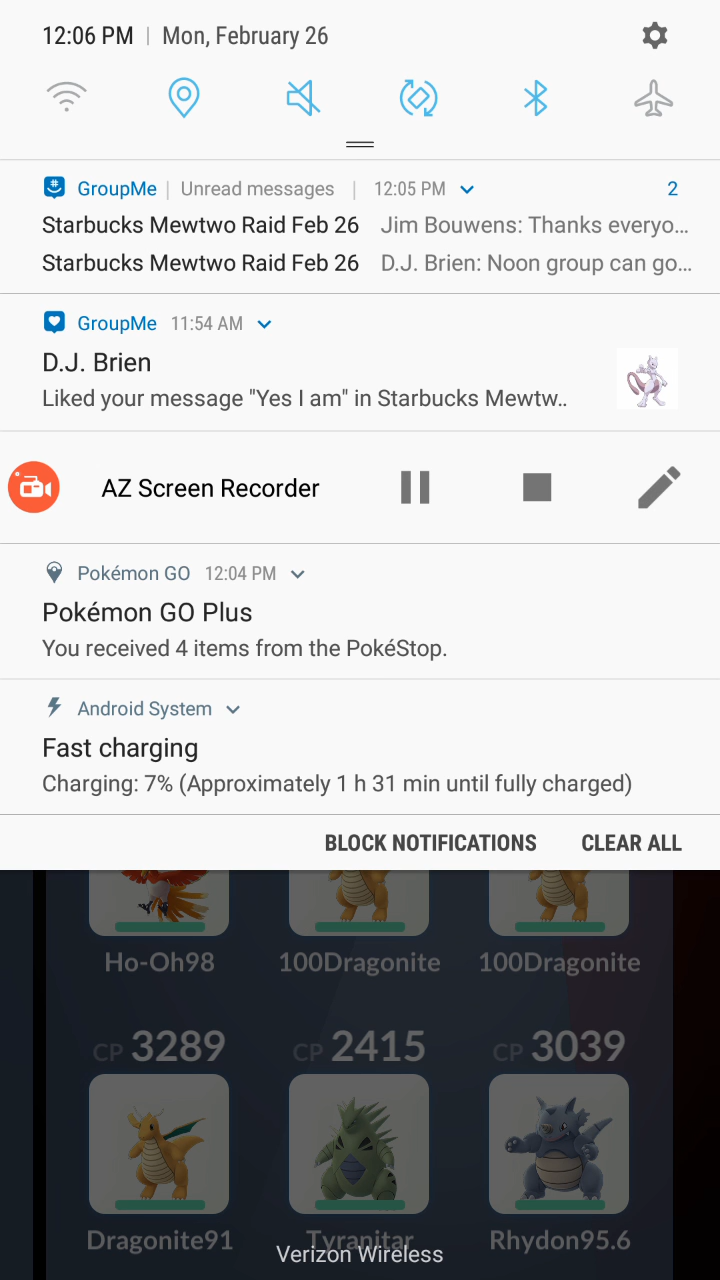 12:06 PM | Mon, February 26
GroupMe | Unread messages | 12:05 PM 2
Starbucks Mewtwo Raid Feb 26 Jim Bouwens: Thanks everyo...
Starbucks Mewtwo Raid Feb 26 D.J. Brien: Noon group can go...
GroupMe 11:54 AM
D.J. Brien
Liked your message "Yes I am" in Starbucks Mewtw..
AZ Screen Recorder
Pokémon GO 12:04 PM
Pokémon GO Plus
You received 4 items from the PokéStop.
Android System
Fast charging
Charging: 7% (Approximately 1 h 31 min until fully charged)
BLOCK NOTIFICATIONS CLEAR ALL
Ho-Oh98 100Dragonite 100Dragonite
CP 3289 CP 2415 CP 3039
Dragonite91 Tyranitar Rhydon95.6
Verizon Wireless